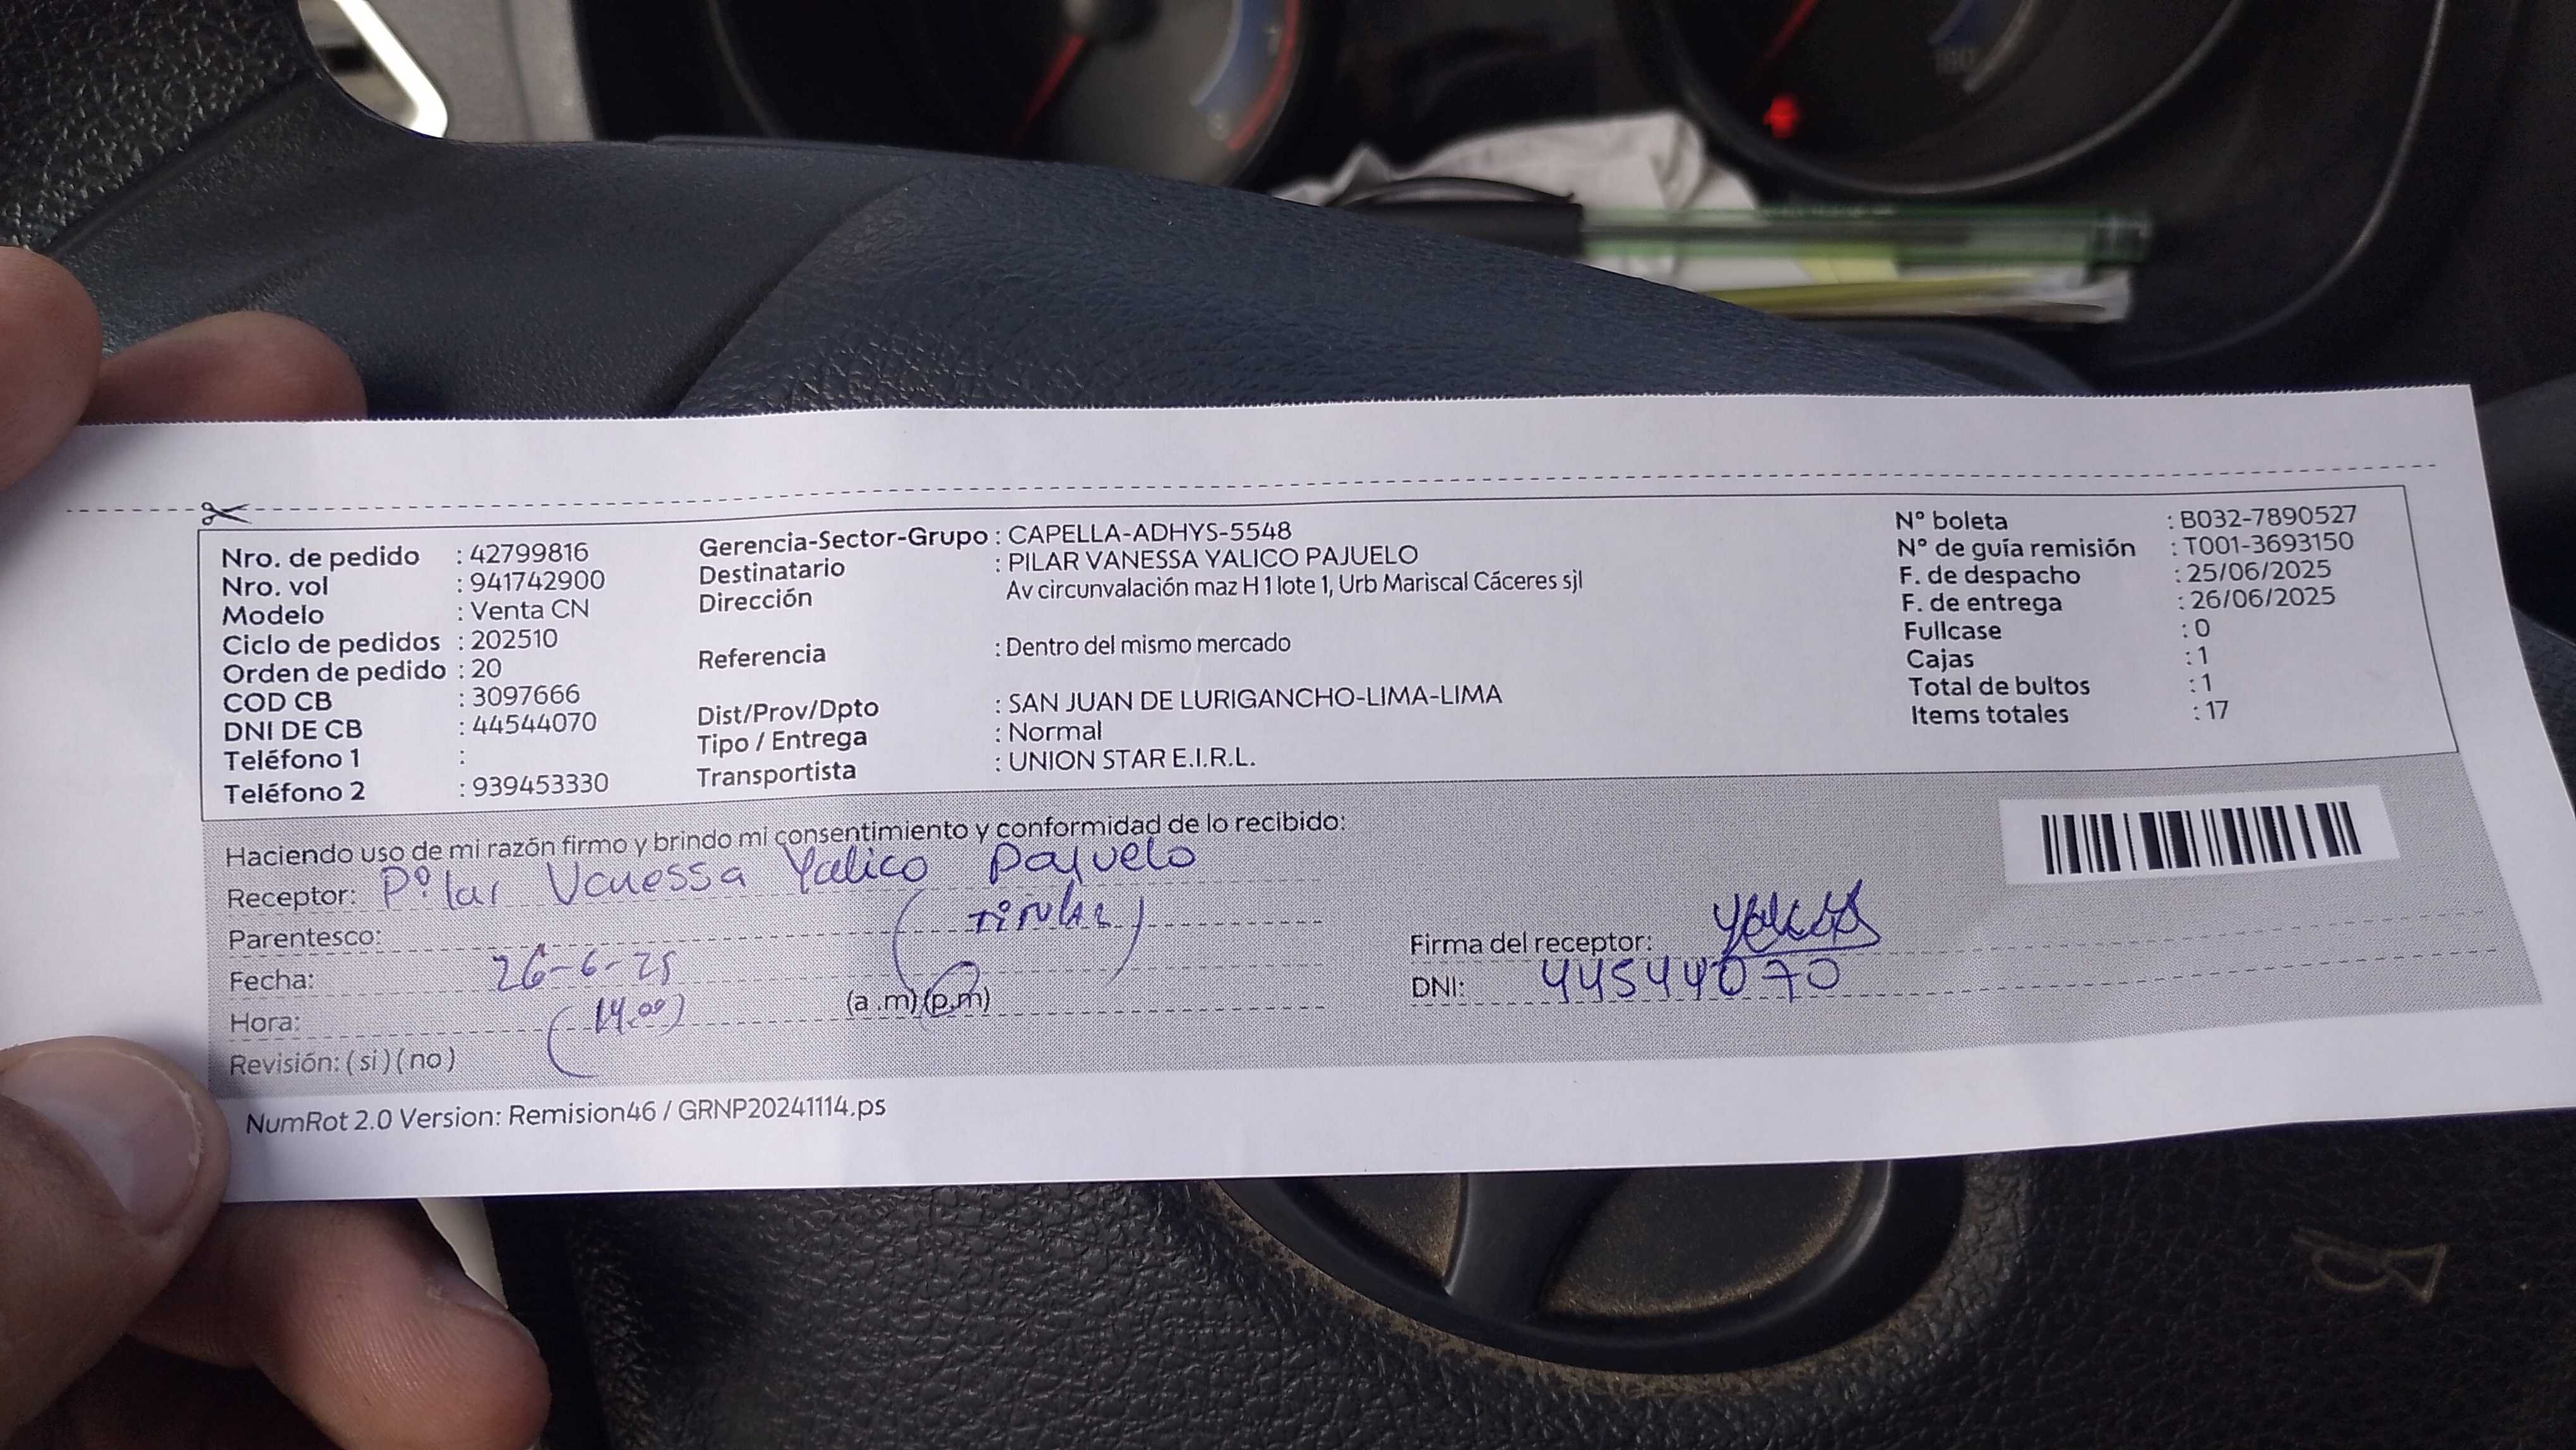 Nro. de pedido : 42799816
Nro. vol : 941742900
Modelo : Venta CN
Ciclo de pedidos : 202510
Orden de pedido : 20
COD CB : 3097666
DNI DE CB : 44544070
Teléfono 1 :
Teléfono 2 : 939453330
Gerencia-Sector-Grupo : CAPELLA-ADHYS-5548
Destinatario : PILAR VANESSA YALICO PAJUELO
Dirección Av circunvalación maz H 1 lote 1, Urb Mariscal Cáceres sjl
Referencia : Dentro del mismo mercado
Dist/Prov/Dpto : SAN JUAN DE LURIGANCHO-LIMA-LIMA
Tipo / Entrega : Normal
Transportista : UNION STAR E.I.R.L.
N° boleta : B032-7890527
N° de guía remisión : T001-3693150
F. de despacho : 25/06/2025
F. de entrega : 26/06/2025
Fullcase : 0
Cajas : 1
Total de bultos : 1
Items totales : 17
Haciendo uso de mi razón firmo y brindo mi consentimiento y conformidad de lo recibido:
Receptor: Pilar Vanessa Yalico Pajuelo
Parentesco: (Titular)
Fecha: 26-6-25
Hora: (14.00) (a.m)(p.m)
Revisión: (si)(no)
Firma del receptor:
DNI: 44544070
NumRot 2.0 Version: Remision46 / GRNP20241114.ps